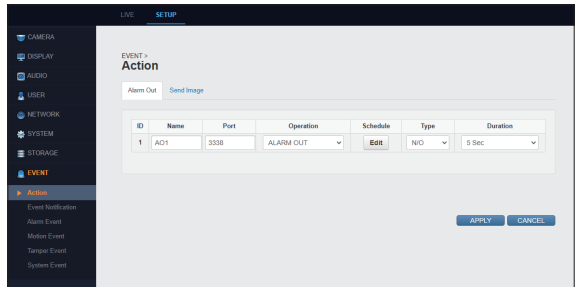 LIVE SETUP
CAMERA
DISPLAY
AUDIO
USER
NETWORK
SYSTEM
STORAGE
EVENT
Action
Event Notification
Alarm Event
Motion Event
Tamper Event
System Event
EVENT >
Action
Alarm Out Send Image
ID Name Port Operation Schedule Type Duration
1 AO1 3338 ALARM OUT Edit N/O 5 Sec
APPLY CANCEL